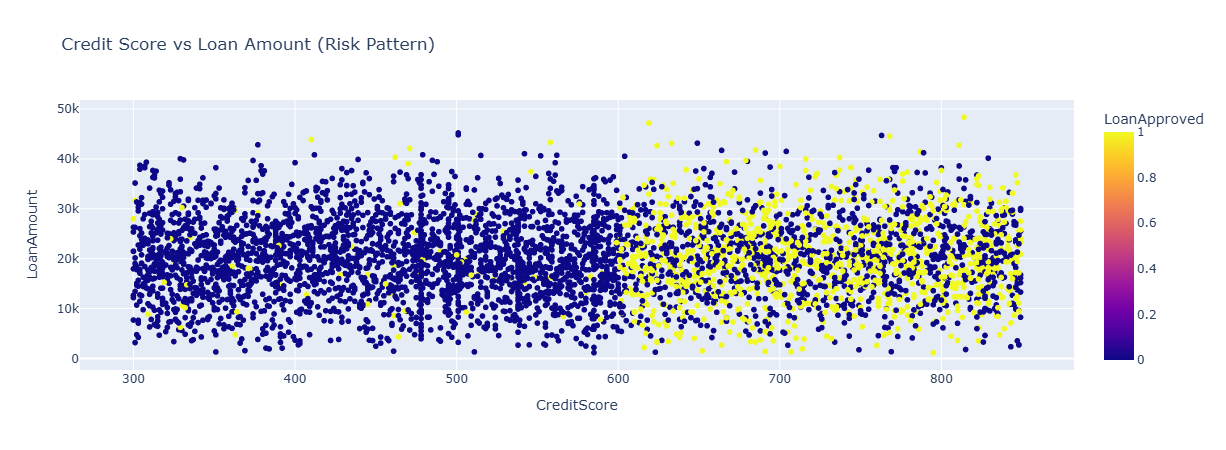 Credit Score vs Loan Amount (Risk Pattern)
LoanApproved
50k
40k
30k
20k
10k
0
LoanAmount
300
400
500
600
700
800
CreditScore
1
0.8
0.6
0.4
0.2
0